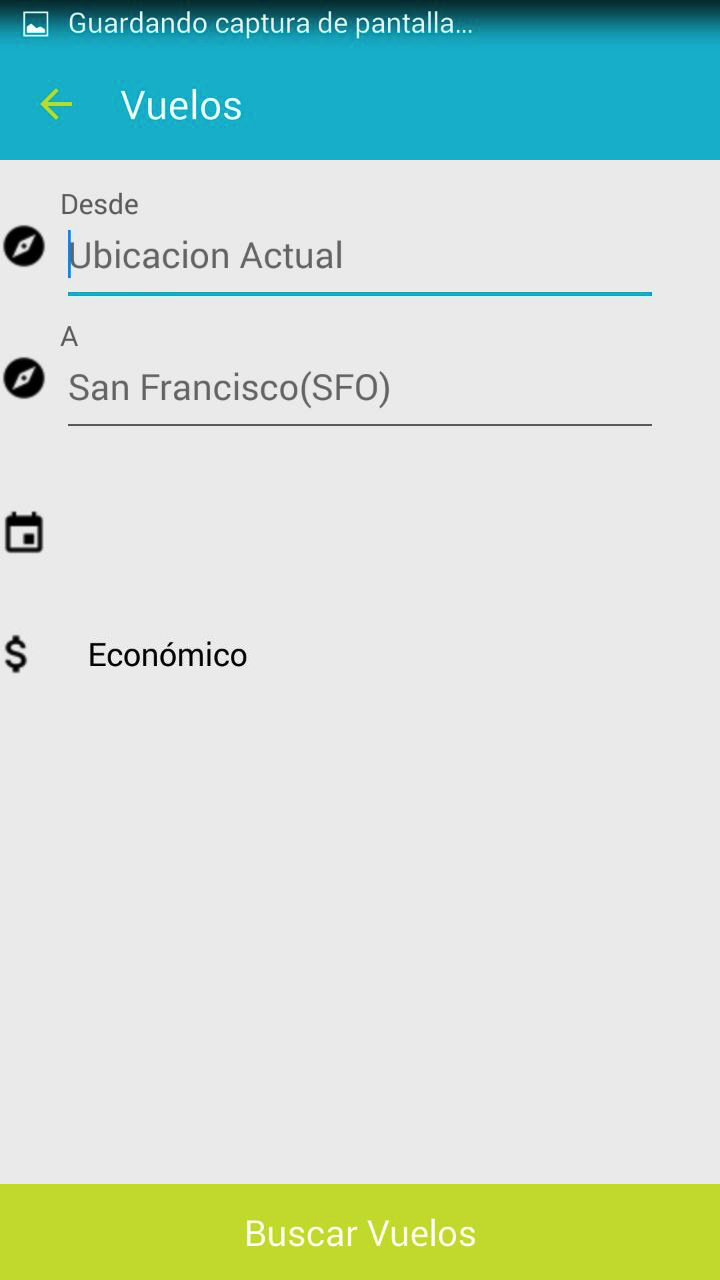 Guardando captura de pantalla...
Vuelos
Desde
Ubicacion Actual
A
San Francisco(SFO)
$ Económico
Buscar Vuelos